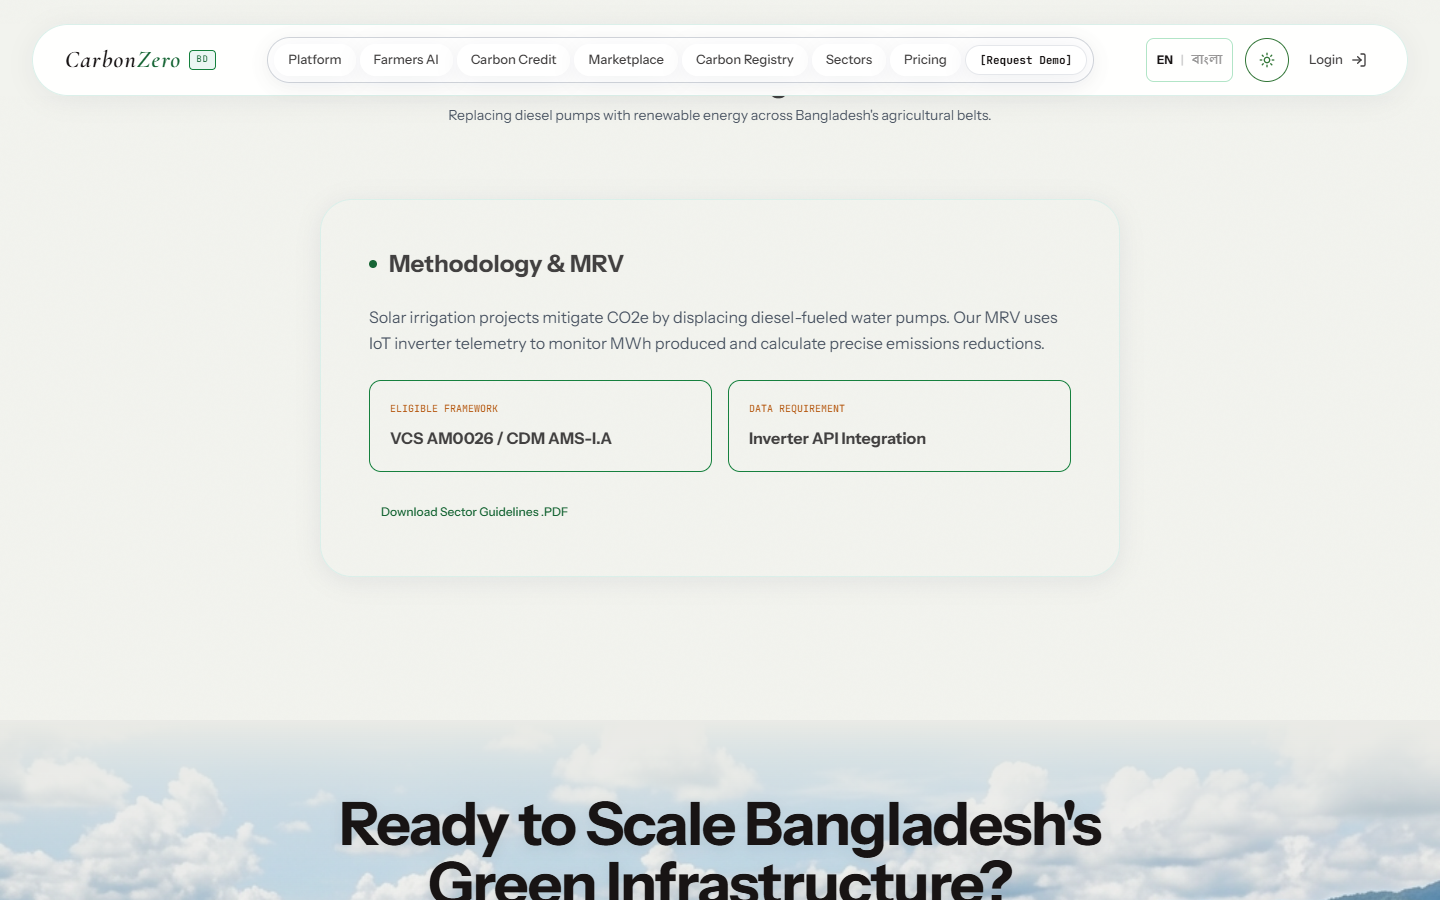 CarbonZero BD
Platform
Farmers AI
Carbon Credit
Marketplace
Carbon Registry
Sectors
Pricing
[Request Demo]
EN | বাংলা
Login
Replacing diesel pumps with renewable energy across Bangladesh's agricultural belts.
Methodology & MRV
Solar irrigation projects mitigate CO2e by displacing diesel-fueled water pumps. Our MRV uses
IoT inverter telemetry to monitor MWh produced and calculate precise emissions reductions.
ELIGIBLE FRAMEWORK
VCS AM0026 / CDM AMS-I.A
DATA REQUIREMENT
Inverter API Integration
Download Sector Guidelines .PDF
Ready to Scale Bangladesh's
Green Infrastructure?